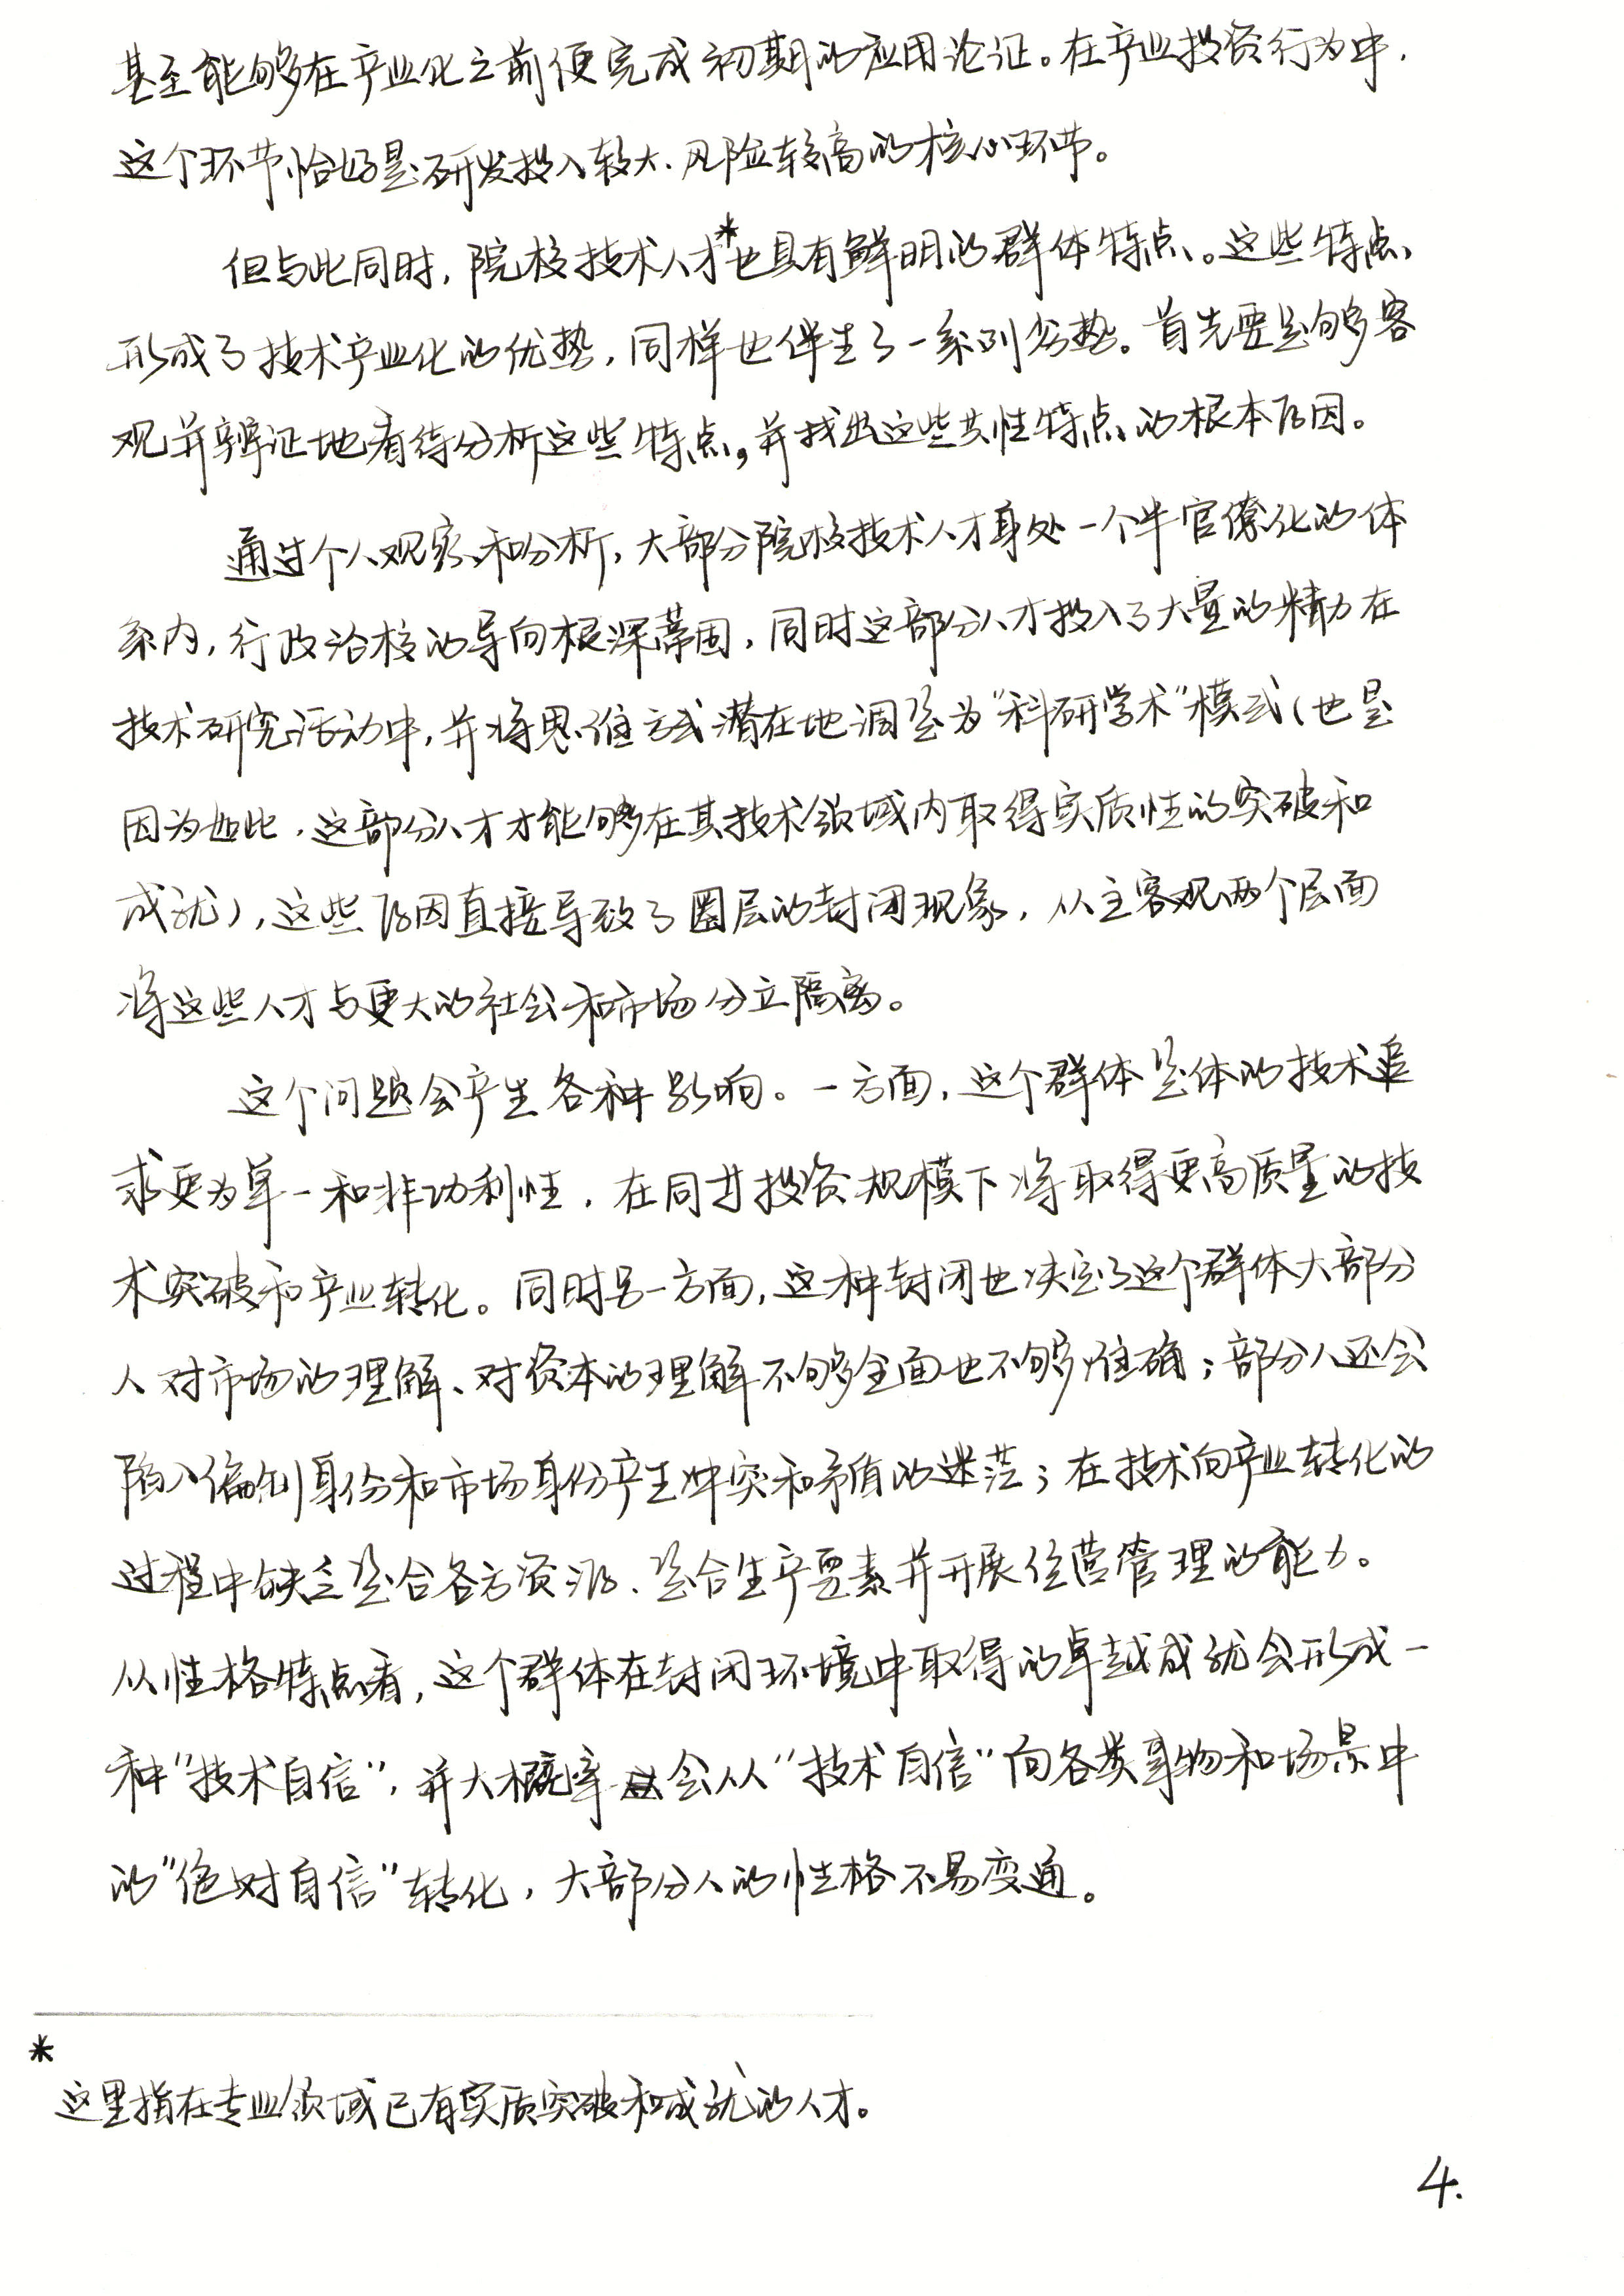 甚至能够在产业化之前便完成初期的应用论证。在产业投资行为中,
这个环节恰好是研发投入较大、风险较高的核心环节。
但与此同时,院校技术人才*也具有鲜明的群体特点。这些特点
形成了技术产业化的优势,同样也伴生了一系列劣势。首先要足够客
观并辨证地看待分析这些特点,并找出这些共性特点的根本原因。
通过个人观察和分析,大部分院校技术人才身处一个半官僚化的体
系内,行政治校的导向根深蒂固,同时这部分人才投入了大量的精力在
技术研究活动中,并将思维方式潜在地调整为"科研学术"模式(也是
因为如此,这部分人才才能够在其技术领域内取得实质性的突破和
成就),这些原因直接导致了圈层的封闭现象,从主客观两个层面
将这些人才与更大的社会和市场分立隔离。
这个问题会产生各种影响。一方面,这个群体整体的技术追
求更为单一和非功利性,在同等投资规模下将取得更高质量的技
术突破和产业转化。同时另一方面,这种封闭也决定了这个群体大部分
人对市场的理解、对资本的理解不够全面也不够准确;部分人还会
陷入编制身份和市场身份产生冲突和矛盾的迷茫;在技术向产业转化的
过程中缺乏整合各方资源、整合生产要素并开展经营管理的能力。
从性格特点看,这个群体在封闭环境中取得的卓越成就会形成一
种"技术自信",并大概率会从"技术自信"向各类事物和场景中
的"绝对自信"转化,大部分人的性格不易变通。
*
这里指在专业领域已有实质突破和成就的人才。
4.